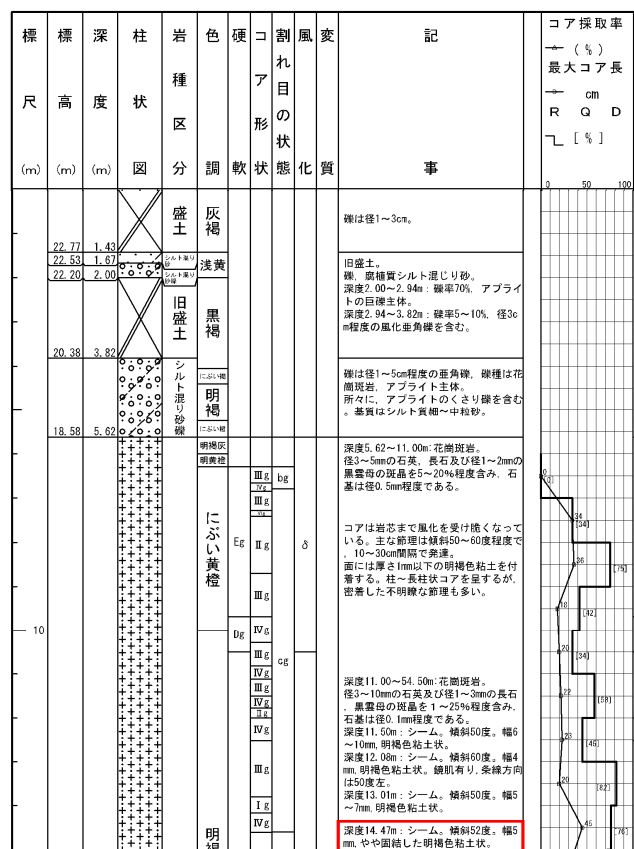 標尺(m)
標高(m)
深度(m)
柱状図
岩種区分
色調
硬軟
コア形状
割れ目の状態
風化
変質
記事
コア採取率
(%)
最大コア長
cm
R Q D
[%]
0 50 100
盛土
灰褐
礫は径1~3cm。
22.77 1.43
22.53 1.67
22.20 2.00
シルト混り砂
浅黄
シルト混り砂礫
旧盛土
黒褐
旧盛土。
礫, 腐植質シルト混じり砂。
深度2.00~2.94m:礫率70%, アプライ
トの巨礫主体。
深度2.94~3.82m:礫率5~10%, 径3c
m程度の風化亜角礫を含む。
20.38 3.82
シルト混り砂礫
にぶい橙
明褐
にぶい橙
礫は径1~5cm程度の亜角礫, 礫種は花
崗斑岩, アプライト主体。
所々に, アプライトのくさり礫を含む
。基質はシルト質細~中粒砂。
18.58 5.62
明褐灰
明黄橙
深度5.62~11.00m:花崗斑岩。
径3~5mmの石英, 長石及び径1~2mmの
黒雲母の斑晶を5~20%程度含み, 石
基は径0.5mm程度である。
Ⅲg
bg
Ⅳg
Ⅲg
Ⅱg
Ⅲg
にぶい黄橙
Eg
δ
コアは岩芯まで風化を受け脆くなって
いる。主な節理は傾斜50~60度程度で
, 10~30cm間隔で発達。
面には厚さ1mm以下の明褐色粘土を付
着する。柱~長柱状コアを呈するが,
密着した不明瞭な節理も多い。
10
Dg
Ⅳg
Ⅲg
cg
Ⅳg
Ⅲg
Ⅳg
Ⅱg
Ⅳg
Ⅲg
Ⅰg
Ⅳg
深度11.00~54.50m:花崗斑岩。
径3~10mmの石英及び径1~3mmの長石
, 黒雲母の斑晶を1~25%程度含み,
石基は径0.1mm程度である。
深度11.50m:シーム。傾斜50度。幅6
~10mm,明褐色粘土状。
深度12.08m:シーム。傾斜60度。幅4
mm,明褐色粘土状。鏡肌有り,条線方向
は50度左。
深度13.01m:シーム。傾斜50度。幅5
~7mm,明褐色粘土状。
明褐
深度14.47m:シーム。傾斜52度。幅5
mm,やや固結した明褐色粘土状。
0
[0]
34
[34]
36
[75]
18
[42]
20
[34]
22
[58]
23
[46]
20
[82]
45
[76]